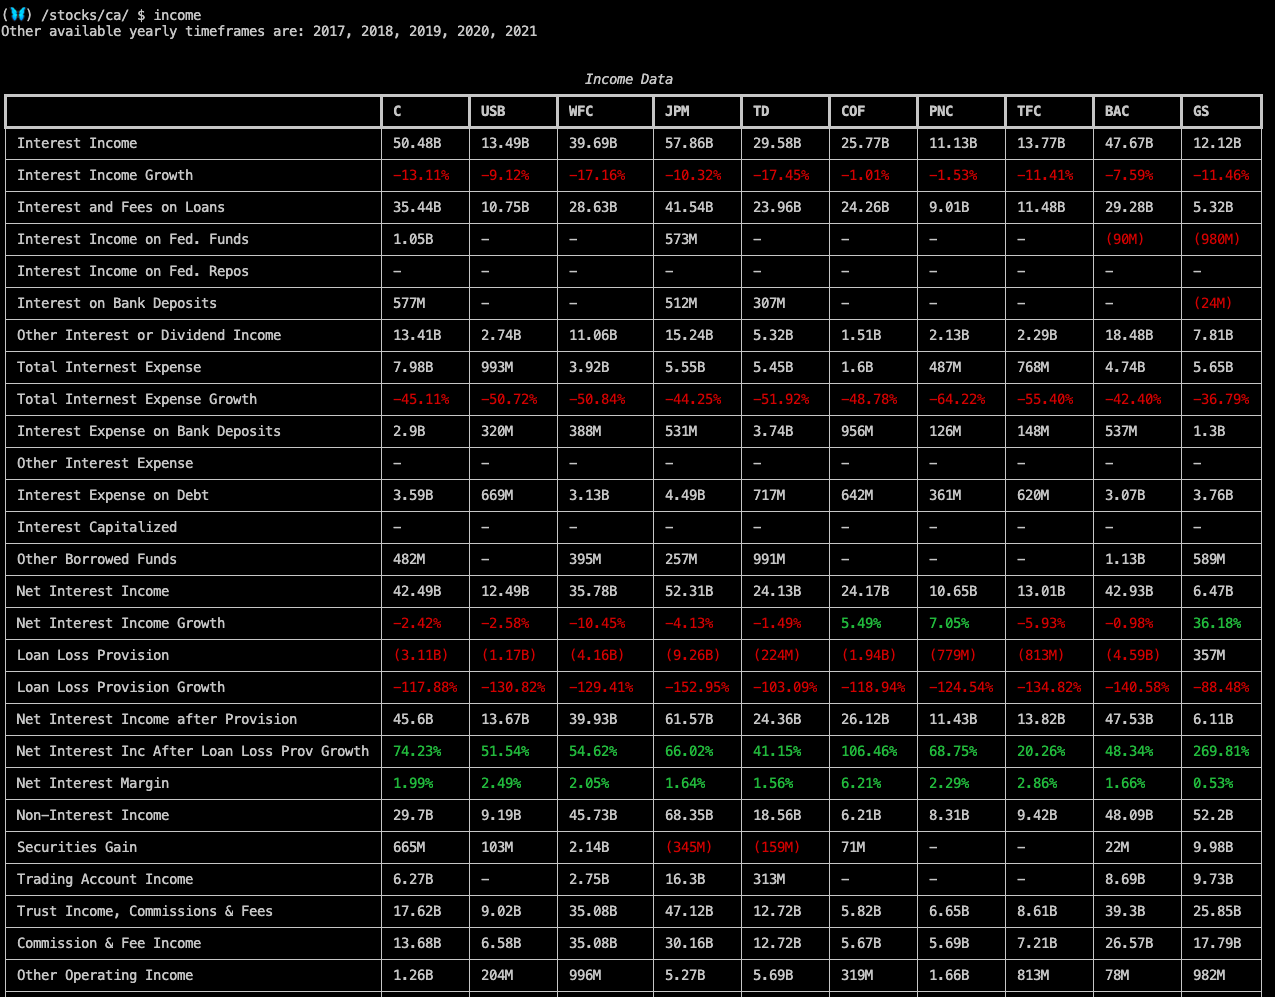 (🦋) /stocks/ca/ $ income
Other available yearly timeframes are: 2017, 2018, 2019, 2020, 2021
Income Data
C USB WFC JPM TD COF PNC TFC BAC GS
Interest Income 50.48B 13.49B 39.69B 57.86B 29.58B 25.77B 11.13B 13.77B 47.67B 12.12B
Interest Income Growth -13.11% -9.12% -17.16% -10.32% -17.45% -1.01% -1.53% -11.41% -7.59% -11.46%
Interest and Fees on Loans 35.44B 10.75B 28.63B 41.54B 23.96B 24.26B 9.01B 11.48B 29.28B 5.32B
Interest Income on Fed. Funds 1.05B - - 573M - - - - (90M) (980M)
Interest Income on Fed. Repos - - - - - - - - - -
Interest on Bank Deposits 577M - - 512M 307M - - - - (24M)
Other Interest or Dividend Income 13.41B 2.74B 11.06B 15.24B 5.32B 1.51B 2.13B 2.29B 18.48B 7.81B
Total Internest Expense 7.98B 993M 3.92B 5.55B 5.45B 1.6B 487M 768M 4.74B 5.65B
Total Internest Expense Growth -45.11% -50.72% -50.84% -44.25% -51.92% -48.78% -64.22% -55.40% -42.40% -36.79%
Interest Expense on Bank Deposits 2.9B 320M 388M 531M 3.74B 956M 126M 148M 537M 1.3B
Other Interest Expense - - - - - - - - - -
Interest Expense on Debt 3.59B 669M 3.13B 4.49B 717M 642M 361M 620M 3.07B 3.76B
Interest Capitalized - - - - - - - - - -
Other Borrowed Funds 482M - 395M 257M 991M - - - 1.13B 589M
Net Interest Income 42.49B 12.49B 35.78B 52.31B 24.13B 24.17B 10.65B 13.01B 42.93B 6.47B
Net Interest Income Growth -2.42% -2.58% -10.45% -4.13% -1.49% 5.49% 7.05% -5.93% -0.98% 36.18%
Loan Loss Provision (3.11B) (1.17B) (4.16B) (9.26B) (224M) (1.94B) (779M) (813M) (4.59B) 357M
Loan Loss Provision Growth -117.88% -130.82% -129.41% -152.95% -103.09% -118.94% -124.54% -134.82% -140.58% -88.48%
Net Interest Income after Provision 45.6B 13.67B 39.93B 61.57B 24.36B 26.12B 11.43B 13.82B 47.53B 6.11B
Net Interest Inc After Loan Loss Prov Growth 74.23% 51.54% 54.62% 66.02% 41.15% 106.46% 68.75% 20.26% 48.34% 269.81%
Net Interest Margin 1.99% 2.49% 2.05% 1.64% 1.56% 6.21% 2.29% 2.86% 1.66% 0.53%
Non-Interest Income 29.7B 9.19B 45.73B 68.35B 18.56B 6.21B 8.31B 9.42B 48.09B 52.2B
Securities Gain 665M 103M 2.14B (345M) (159M) 71M - - 22M 9.98B
Trading Account Income 6.27B - 2.75B 16.3B 313M - - - 8.69B 9.73B
Trust Income, Commissions & Fees 17.62B 9.02B 35.08B 47.12B 12.72B 5.82B 6.65B 8.61B 39.3B 25.85B
Commission & Fee Income 13.68B 6.58B 35.08B 30.16B 12.72B 5.67B 5.69B 7.21B 26.57B 17.79B
Other Operating Income 1.26B 204M 996M 5.27B 5.69B 319M 1.66B 813M 78M 982M